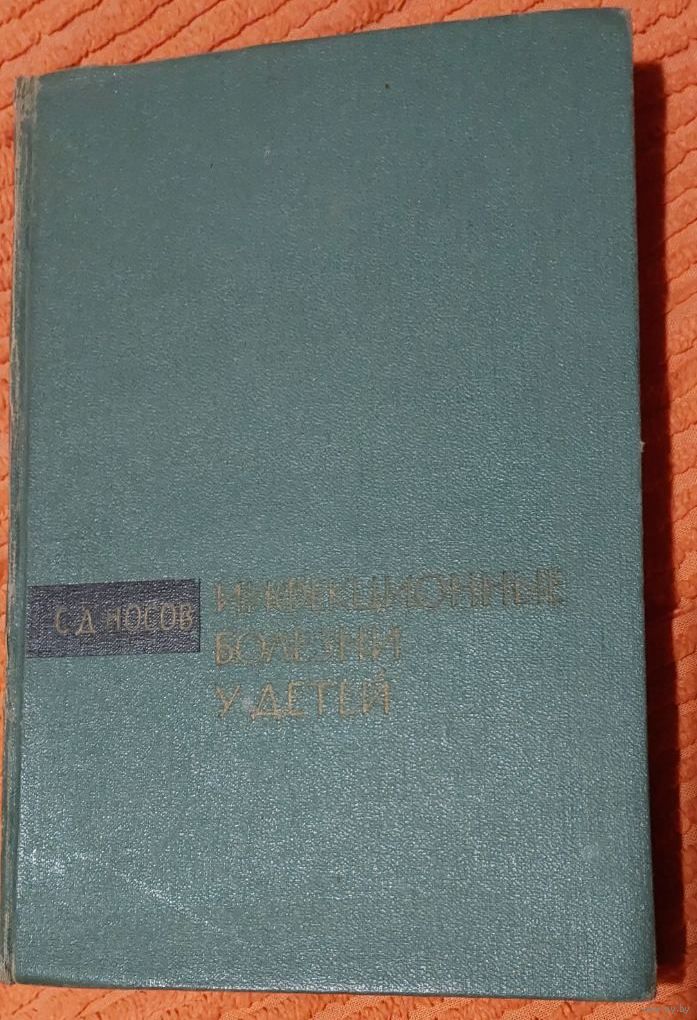 С. Д. НОСОВ
ИНФЕКЦИОННЫЕ
БОЛЕЗНИ
У ДЕТЕЙ